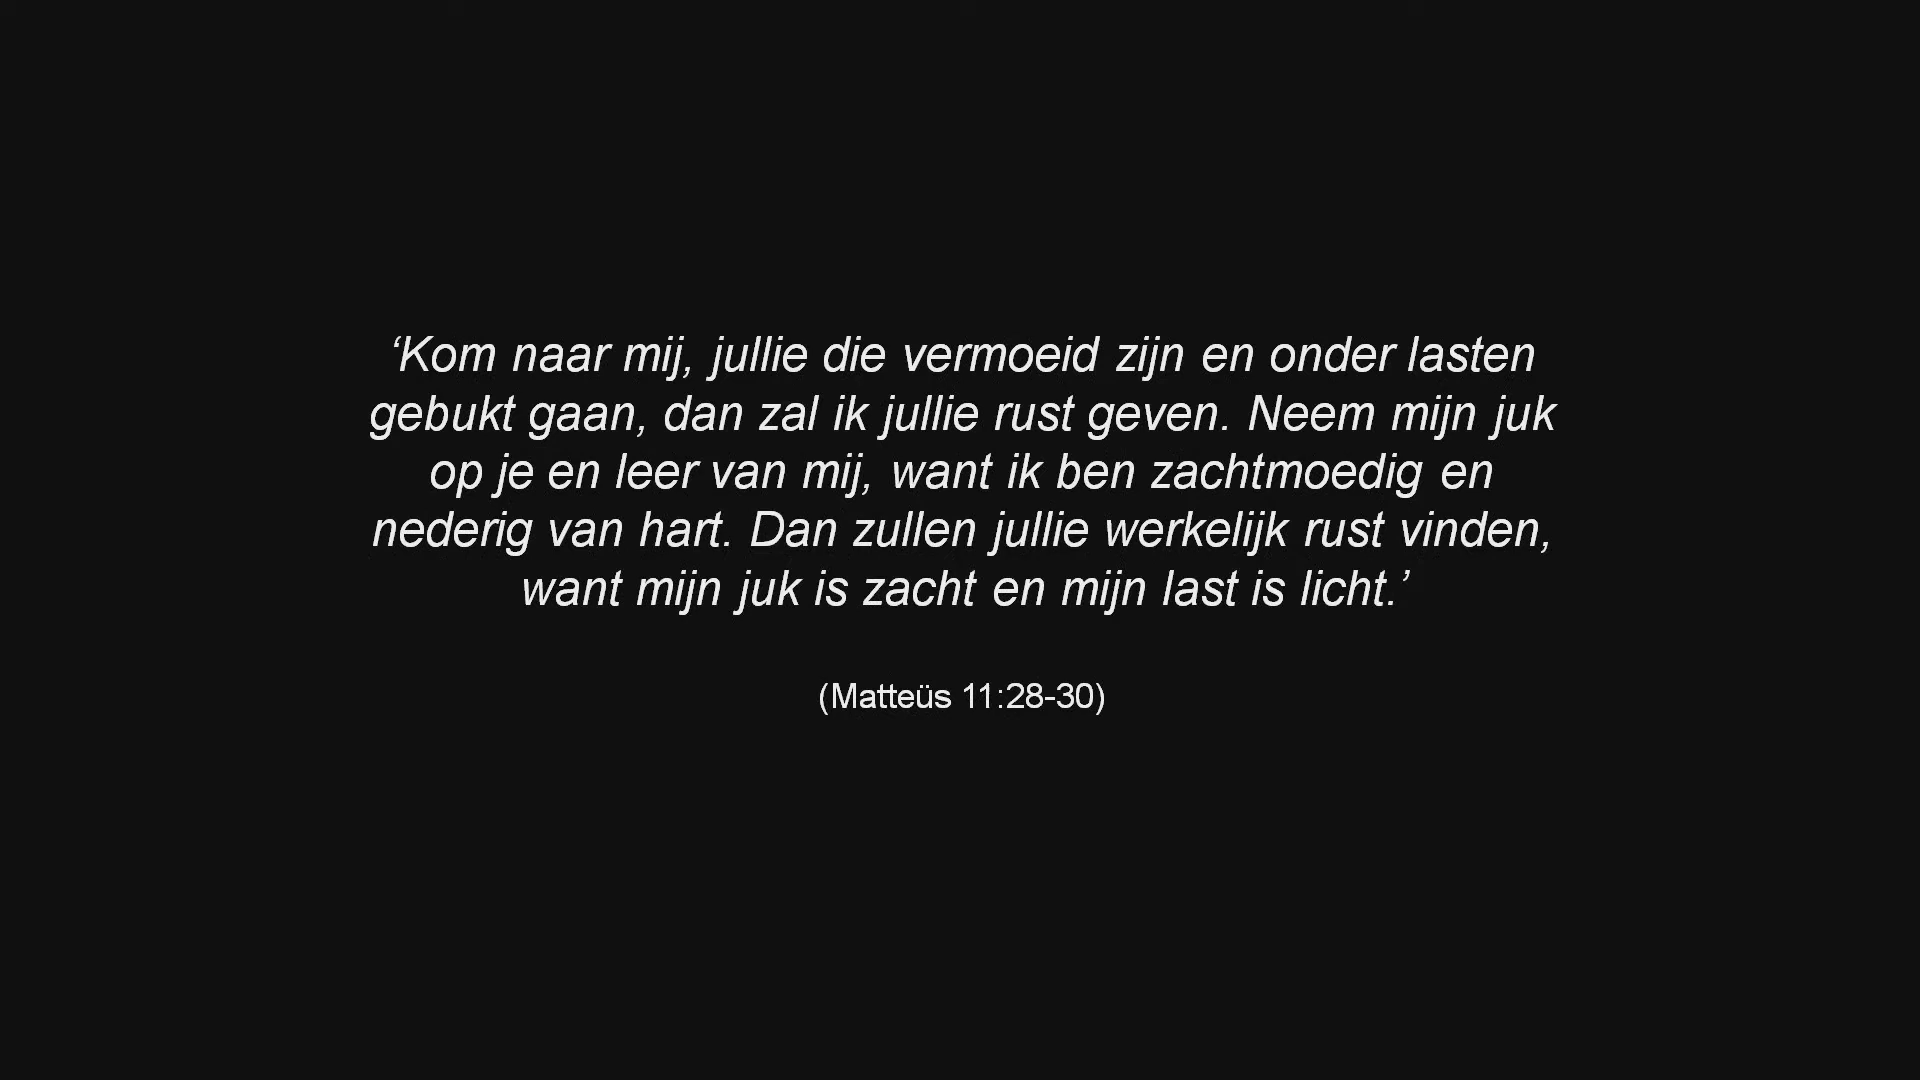 ‘Kom naar mij, jullie die vermoeid zijn en onder lasten
gebukt gaan, dan zal ik jullie rust geven. Neem mijn juk
op je en leer van mij, want ik ben zachtmoedig en
nederig van hart. Dan zullen jullie werkelijk rust vinden,
want mijn juk is zacht en mijn last is licht.’
(Matteüs 11:28-30)